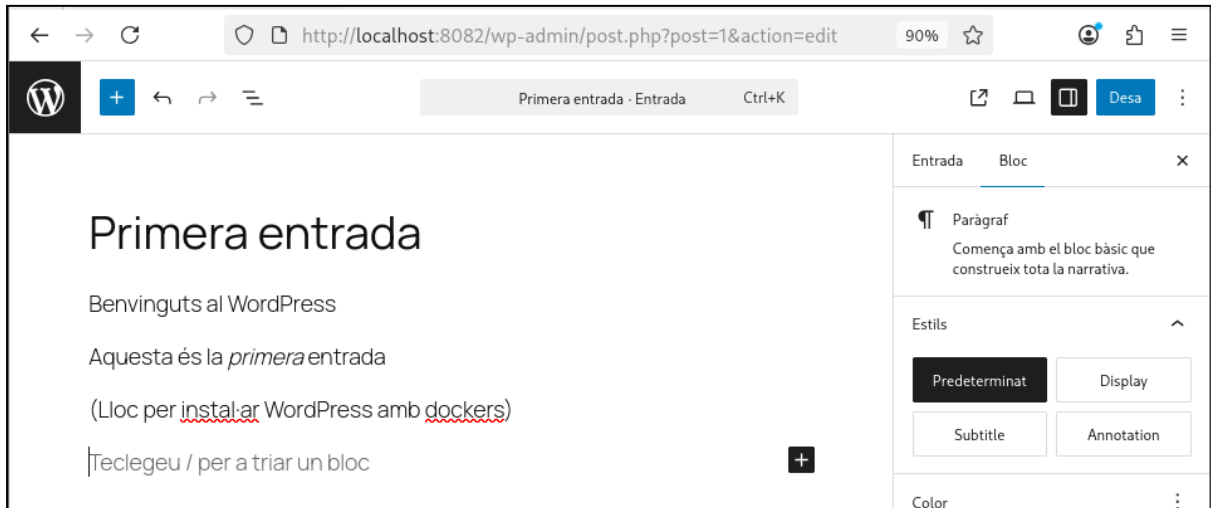 http://localhost:8082/wp-admin/post.php?post=1&action=edit 90%
Primera entrada · Entrada Ctrl+K Desa
Entrada Bloc
Primera entrada
Benvinguts al WordPress
Aquesta és la primera entrada
(Lloc per instal·ar WordPress amb dockers)
Teclegeu / per a triar un bloc
Paràgraf
Comença amb el bloc bàsic que
construeix tota la narrativa.
Estils
Predeterminat Display
Subtitle Annotation
Color